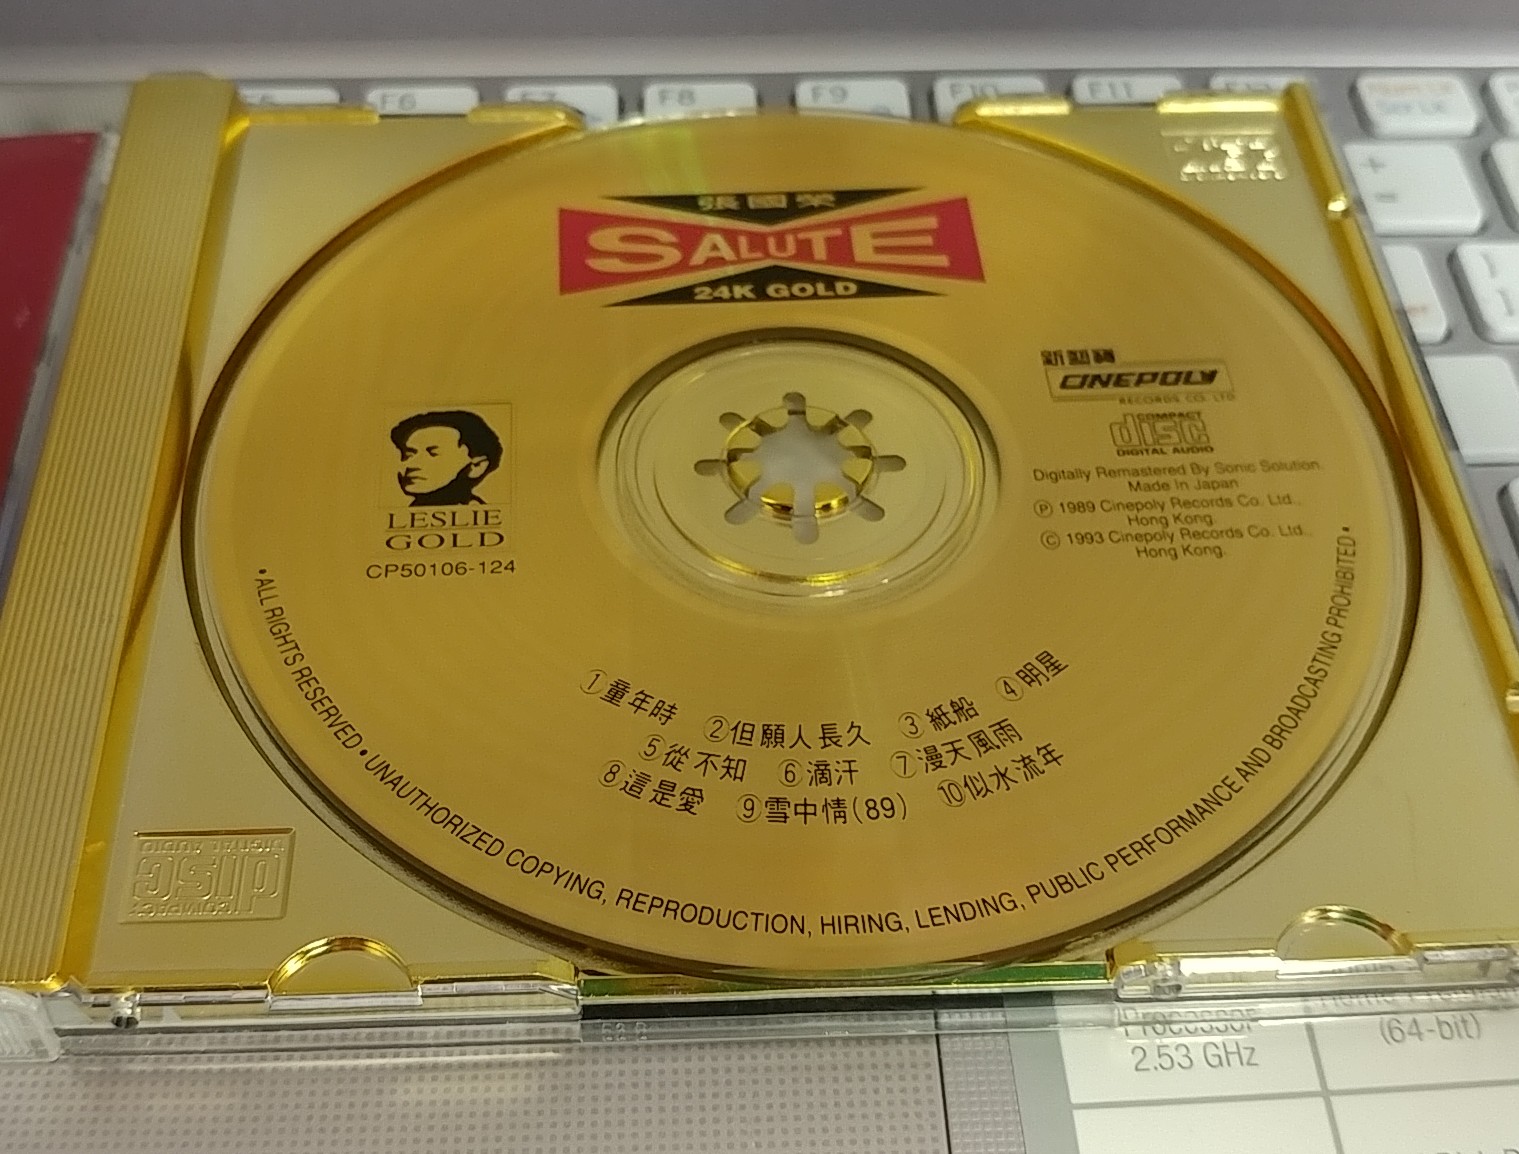 F6
F7
F8
F9
F10
F11
F12
張國榮
SALUTE
24K GOLD
新藝寶
CINEPOLY
RECORDS CO. LTD
COMPACT
disc
DIGITAL AUDIO
Digitally Remastered By Sonic Solution.
Made In Japan
Ⓟ 1989 Cinepoly Records Co. Ltd.,
Hong Kong.
Ⓒ 1993 Cinepoly Records Co. Ltd.,
Hong Kong.
LESLIE
GOLD
CP50106-124
①童年時 ②但願人長久 ③紙船 ④明星
⑤從不知 ⑥滴汗 ⑦漫天風雨
⑧這是愛 ⑨雪中情(89) ⑩似水流年
• ALL RIGHTS RESERVED • UNAUTHORIZED COPYING, REPRODUCTION, HIRING, LENDING, PUBLIC PERFORMANCE AND BROADCASTING PROHIBITED •
COMPACT
disc
DIGITAL AUDIO
Processor
2.53 GHz
(64-bit)